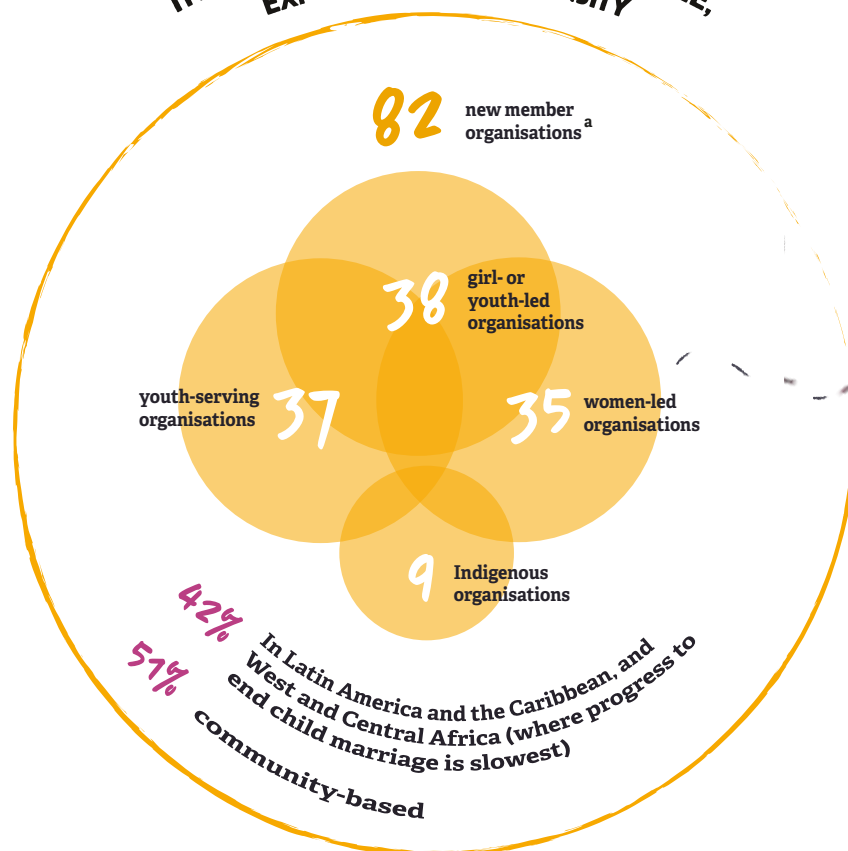 82 new member
organisations a
38 girl- or
youth-led
organisations
youth-serving
organisations 37
35 women-led
organisations
9 Indigenous
organisations
42% In Latin America and the Caribbean, and
West and Central Africa (where progress to
end child marriage is slowest)
51% community-based